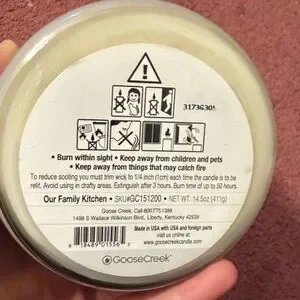 3173G305
• Burn within sight • Keep away from children and pets
• Keep away from things that may catch fire
To reduce sooting you must trim wick to 1/4 inch (1cm) each time the candle is to be
relit. Avoid using in drafty areas. Extinguish after 3 hours. Burn time of up to 50 hours.
Our Family Kitchen • SKU#GC151200 • NET WT: 14.5oz (411g)
Goose Creek, Call 800.775.1388
1498 S Wallace Wilkinson Blvd, Liberty, Kentucky 42539
Made in USA with USA and foreign parts
visit us online at:
www.goosecreekcandle.com
8 38489 01556 3
GooseCreek